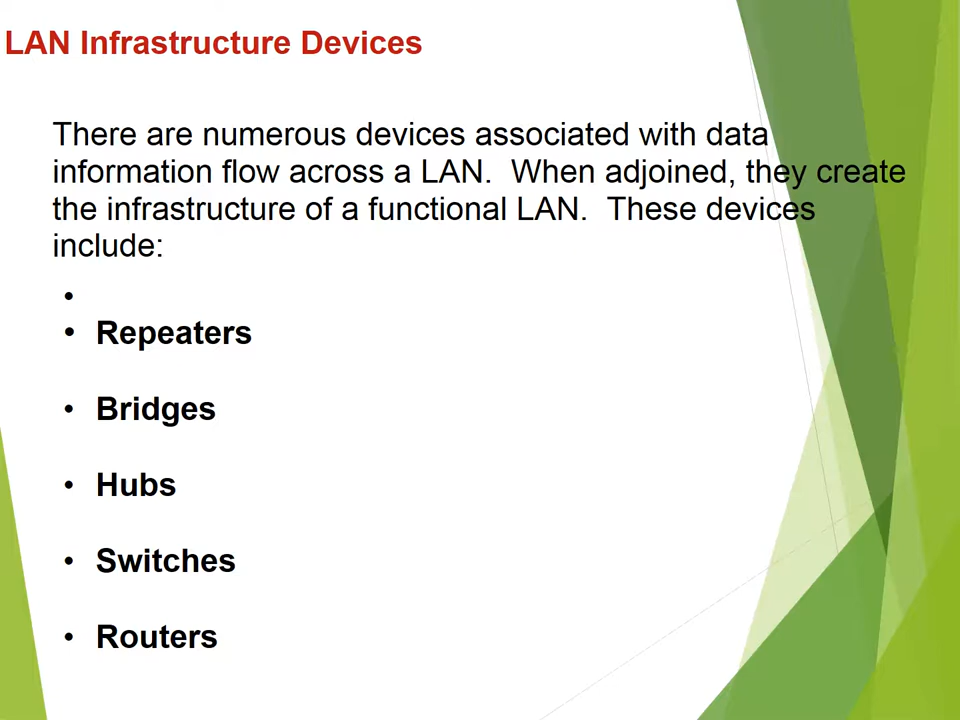 LAN Infrastructure Devices
There are numerous devices associated with data
information flow across a LAN.  When adjoined, they create
the infrastructure of a functional LAN.  These devices
include:
•
• Repeaters
• Bridges
• Hubs
• Switches
• Routers